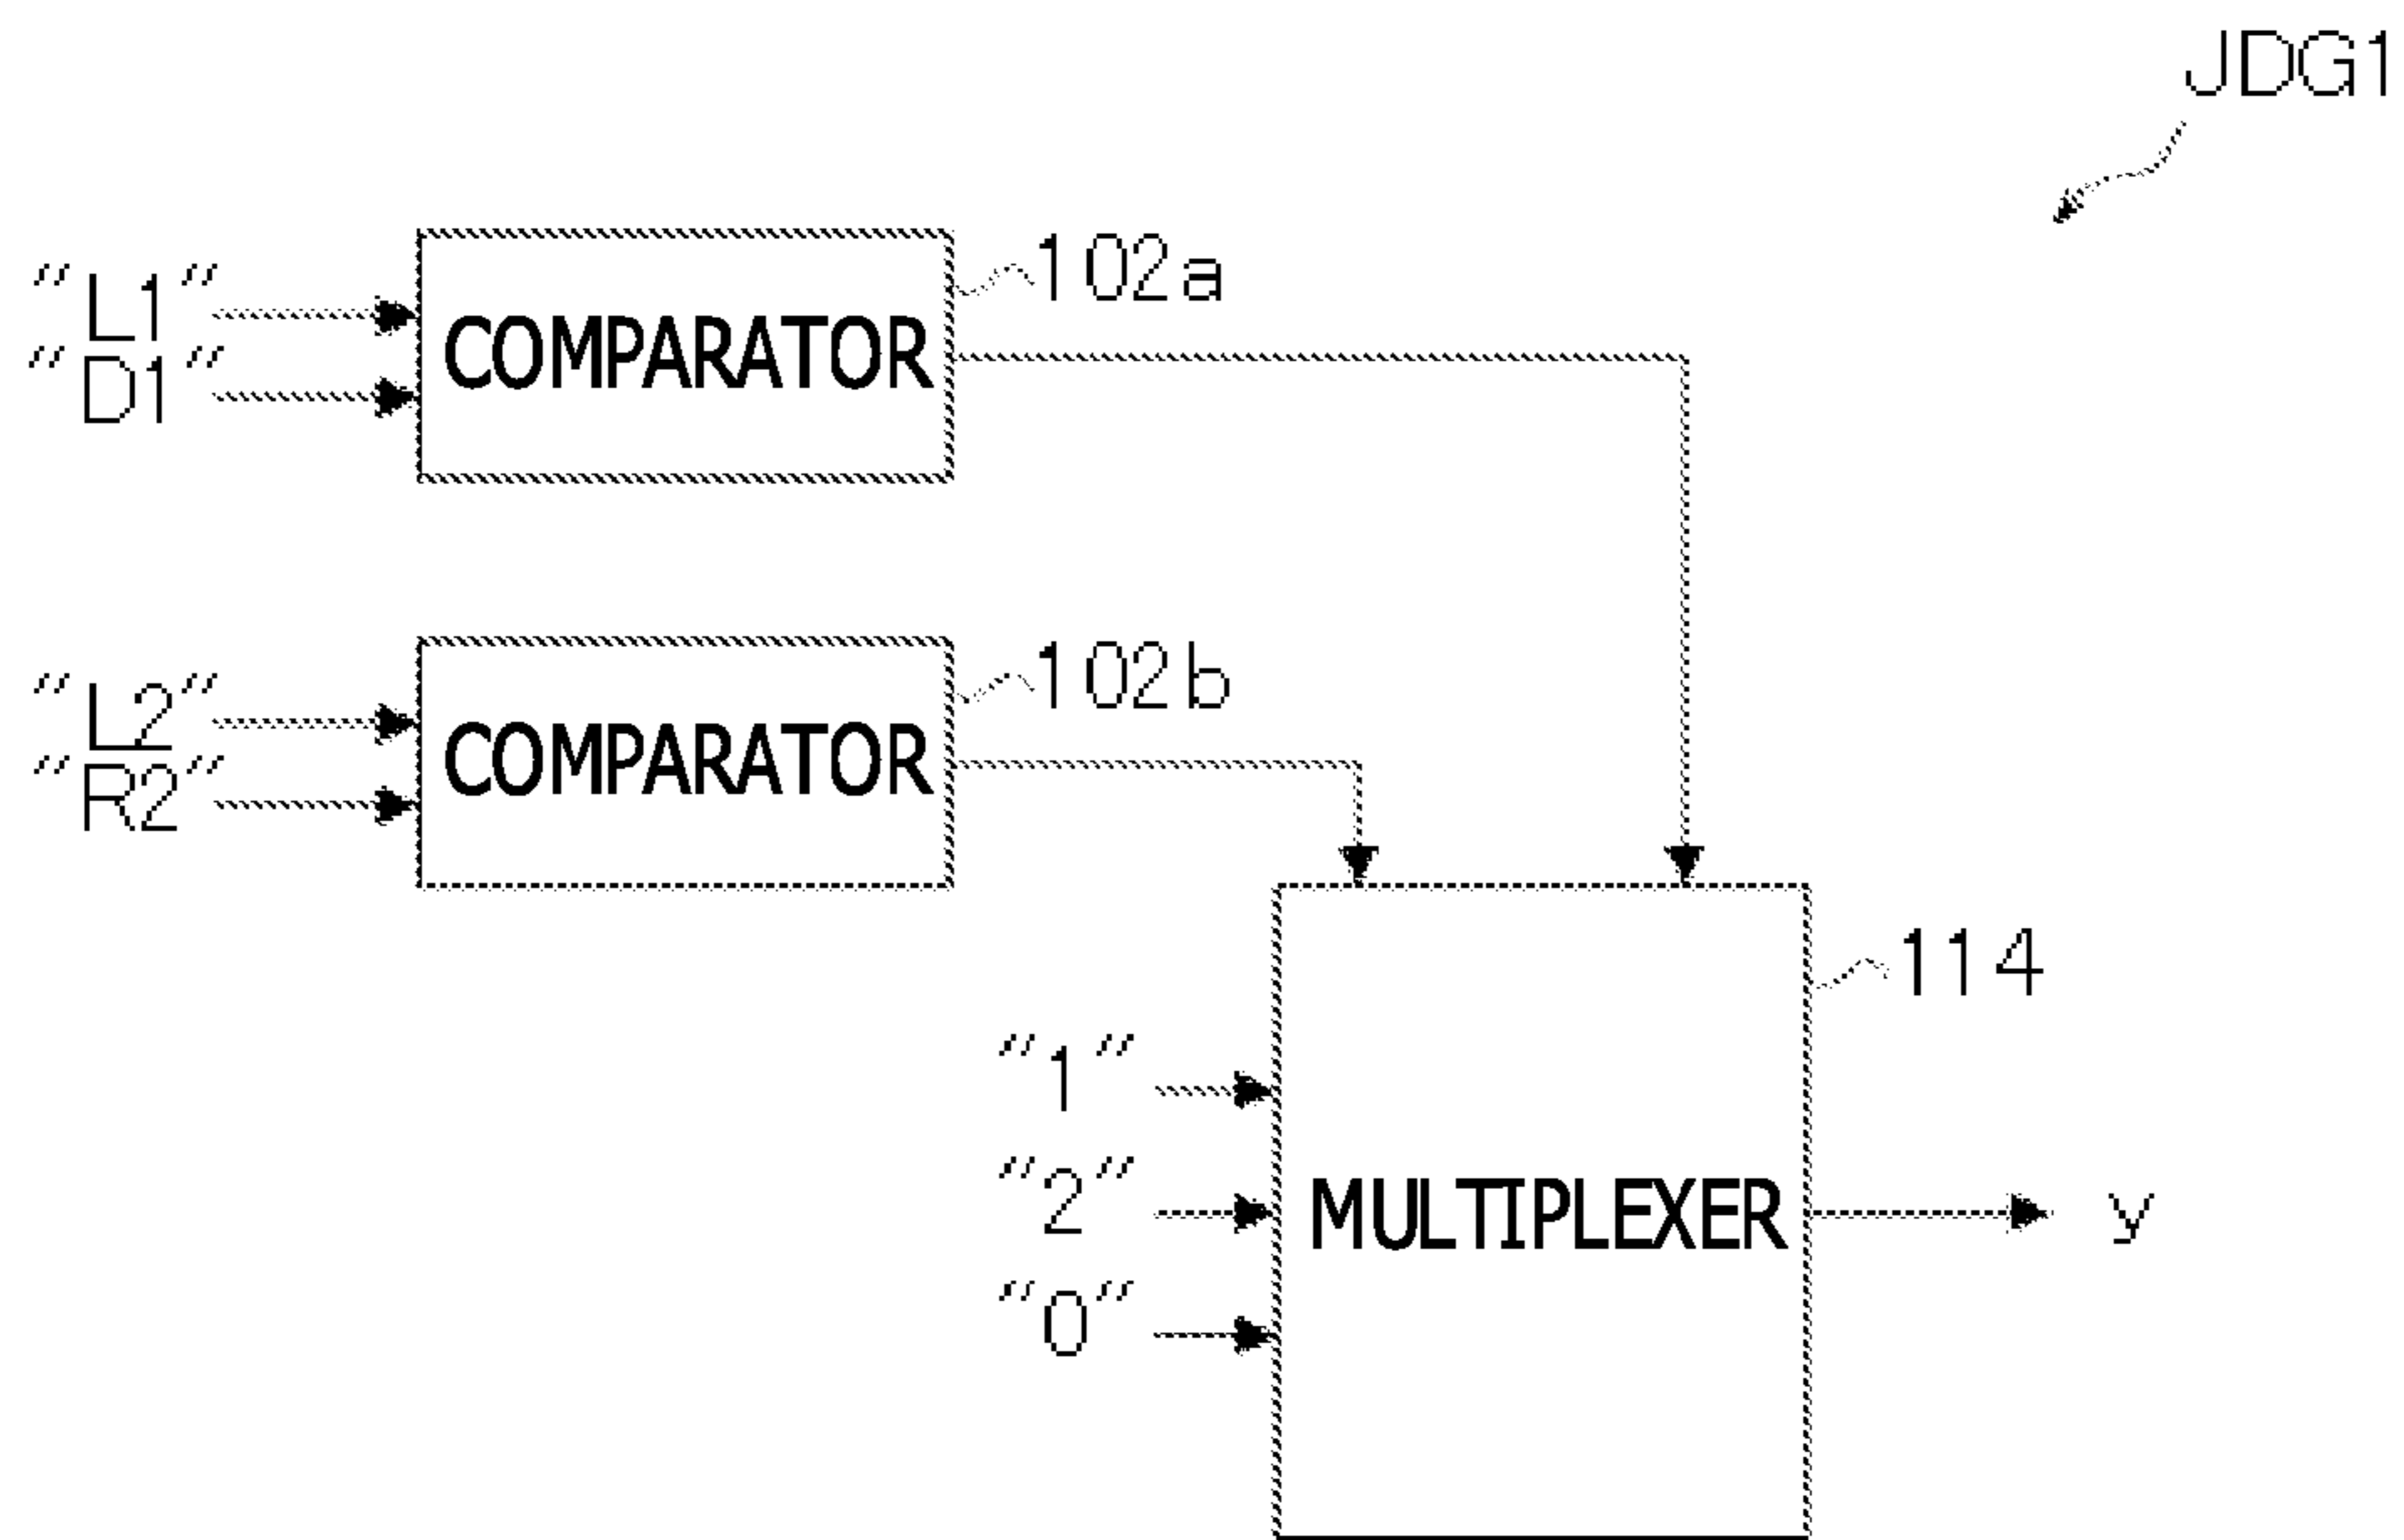 JDG1
"L1"
"D1"
COMPARATOR
102a
"L2"
"R2"
COMPARATOR
102b
114
"1"
"2"
"0"
MULTIPLEXER
y